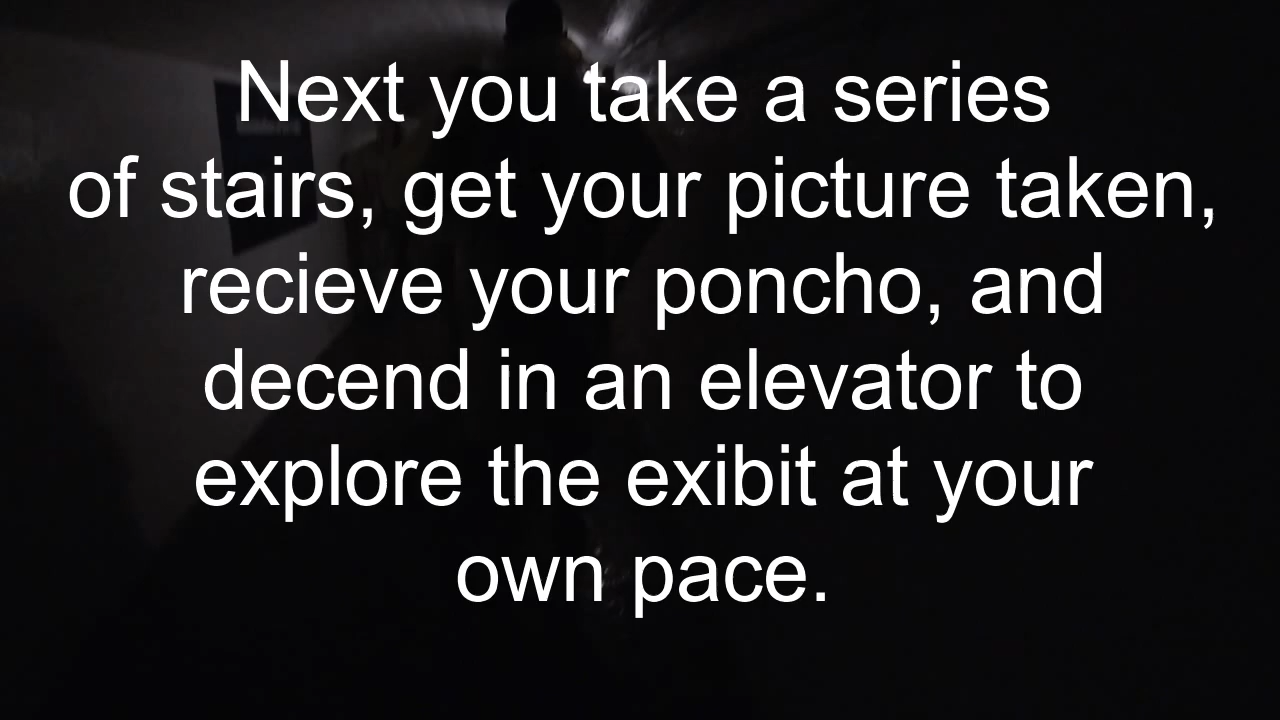 Next you take a series
of stairs, get your picture taken,
recieve your poncho, and
decend in an elevator to
explore the exibit at your
own pace.